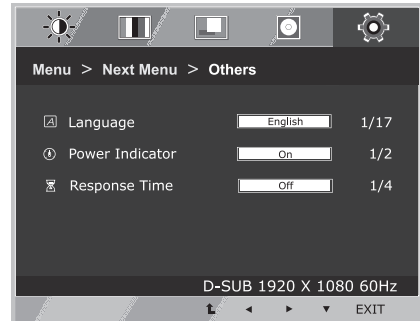 Menu > Next Menu > Others
Language English 1/17
Power Indicator On 1/2
Response Time Off 1/4
D-SUB 1920 X 1080 60Hz
EXIT